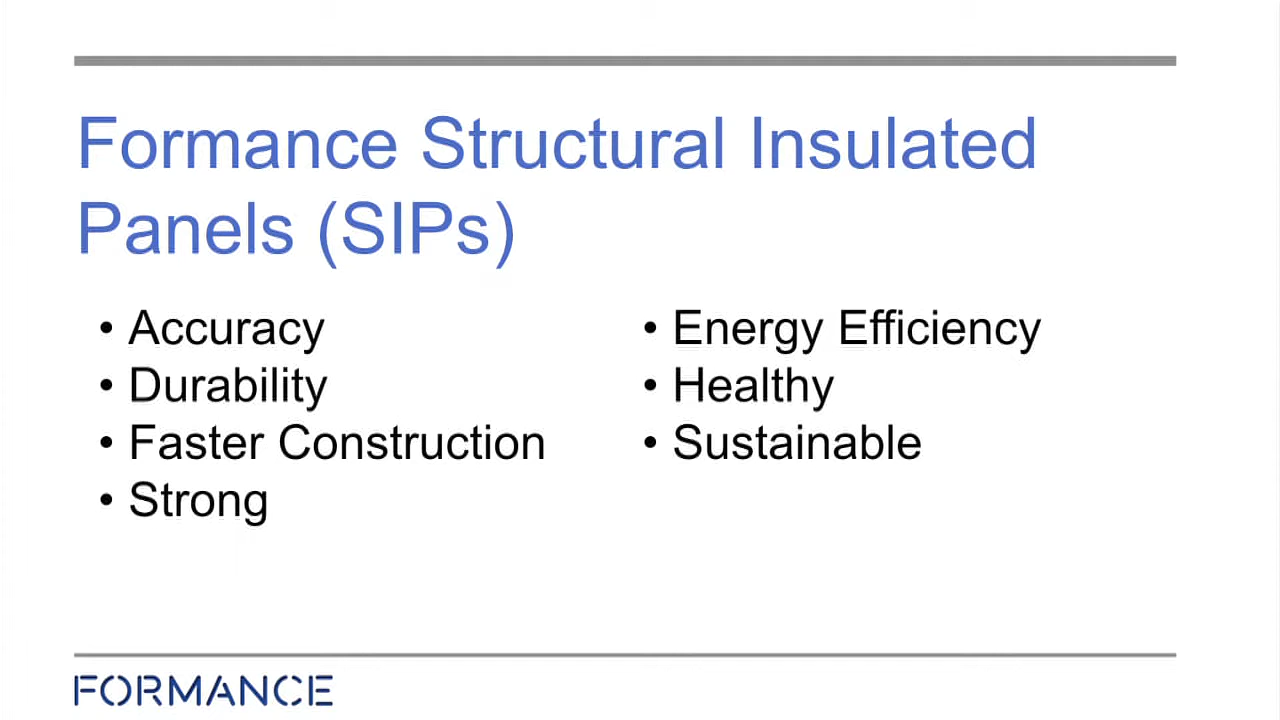 Formance Structural Insulated
Panels (SIPs)
• Accuracy
• Durability
• Faster Construction
• Strong
• Energy Efficiency
• Healthy
• Sustainable
FORMANCE